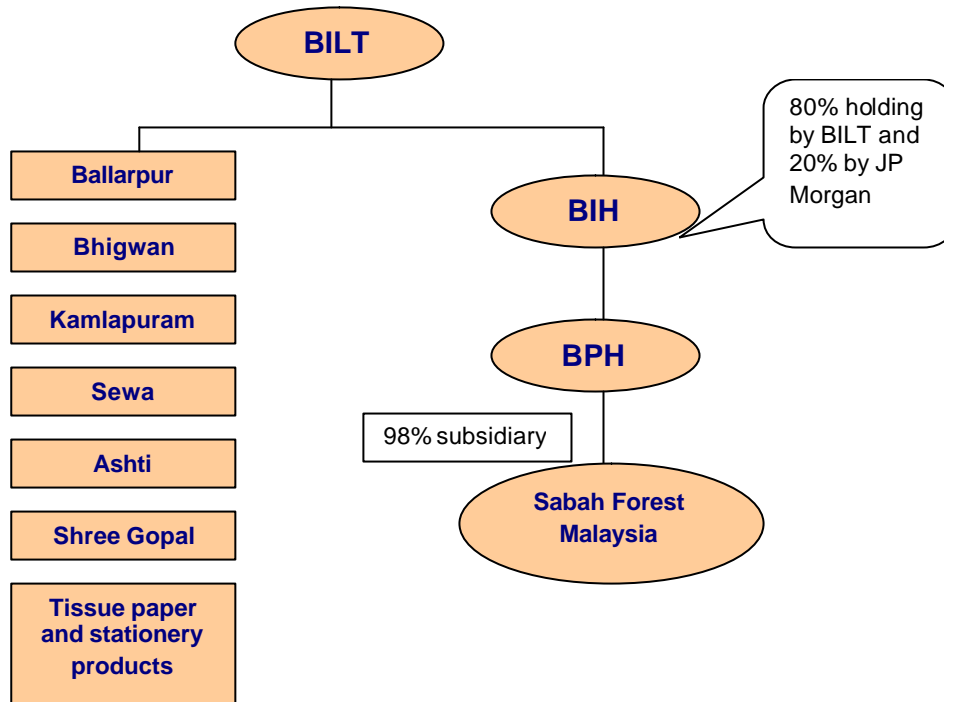 BILT
80% holding
by BILT and
20% by JP
Morgan
Ballarpur
BIH
Bhigwan
Kamlapuram
BPH
Sewa
98% subsidiary
Ashti
Sabah Forest
Malaysia
Shree Gopal
Tissue paper
and stationery
products